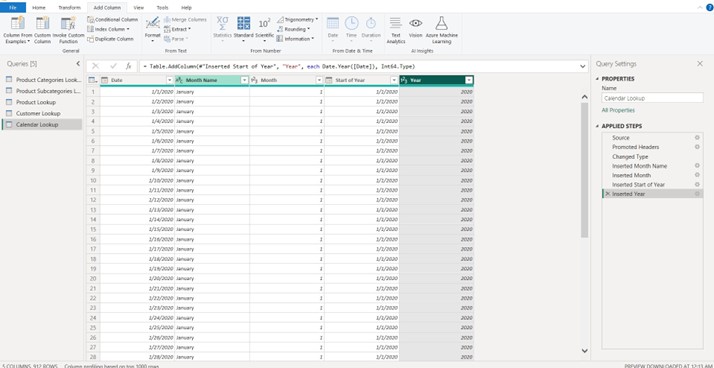 File Home Transform Add Column View Tools Help
Column From Examples Custom Column Invoke Custom Function
Conditional Column
Index Column
Duplicate Column
General
Format
Merge Columns
Extract
Parse
From Text
Statistics Standard Scientific
Trigonometry
Rounding
Information
From Number
Date Time Duration
From Date & Time
Text Analytics Vision Azure Machine Learning
AI Insights
Queries [5]
Product Categories Look...
Product Subcategories L...
Product Lookup
Customer Lookup
Calendar Lookup
= Table.AddColumn(#"Inserted Start of Year", "Year", each Date.Year([Date]), Int64.Type)
Date Month Name Month Start of Year Year
1 1/1/2020 January 1 1/1/2020 2020
2 1/2/2020 January 1 1/1/2020 2020
3 1/3/2020 January 1 1/1/2020 2020
4 1/4/2020 January 1 1/1/2020 2020
5 1/5/2020 January 1 1/1/2020 2020
6 1/6/2020 January 1 1/1/2020 2020
7 1/7/2020 January 1 1/1/2020 2020
8 1/8/2020 January 1 1/1/2020 2020
9 1/9/2020 January 1 1/1/2020 2020
10 1/10/2020 January 1 1/1/2020 2020
11 1/11/2020 January 1 1/1/2020 2020
12 1/12/2020 January 1 1/1/2020 2020
13 1/13/2020 January 1 1/1/2020 2020
14 1/14/2020 January 1 1/1/2020 2020
15 1/15/2020 January 1 1/1/2020 2020
16 1/16/2020 January 1 1/1/2020 2020
17 1/17/2020 January 1 1/1/2020 2020
18 1/18/2020 January 1 1/1/2020 2020
19 1/19/2020 January 1 1/1/2020 2020
20 1/20/2020 January 1 1/1/2020 2020
21 1/21/2020 January 1 1/1/2020 2020
22 1/22/2020 January 1 1/1/2020 2020
23 1/23/2020 January 1 1/1/2020 2020
24 1/24/2020 January 1 1/1/2020 2020
25 1/25/2020 January 1 1/1/2020 2020
26 1/26/2020 January 1 1/1/2020 2020
27 1/27/2020 January 1 1/1/2020 2020
28 1/28/2020 January 1 1/1/2020 2020
Query Settings
PROPERTIES
Name
Calendar Lookup
All Properties
APPLIED STEPS
Source
Promoted Headers
Changed Type
Inserted Month Name
Inserted Month
Inserted Start of Year
Inserted Year
5 COLUMNS, 912 ROWS Column profiling based on top 1000 rows
PREVIEW DOWNLOADED AT 12:15 AM